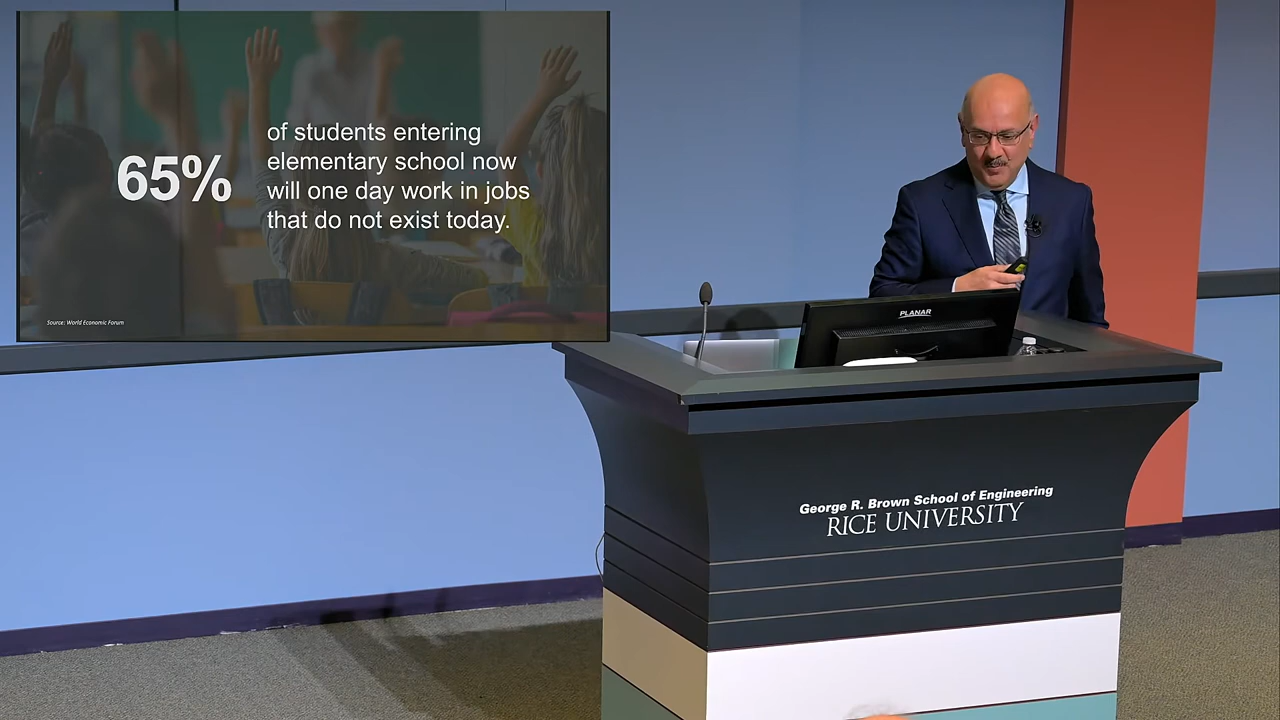 65%
of students entering
elementary school now
will one day work in jobs
that do not exist today.
Source: World Economic Forum
PLANAR
George R. Brown School of Engineering
RICE UNIVERSITY